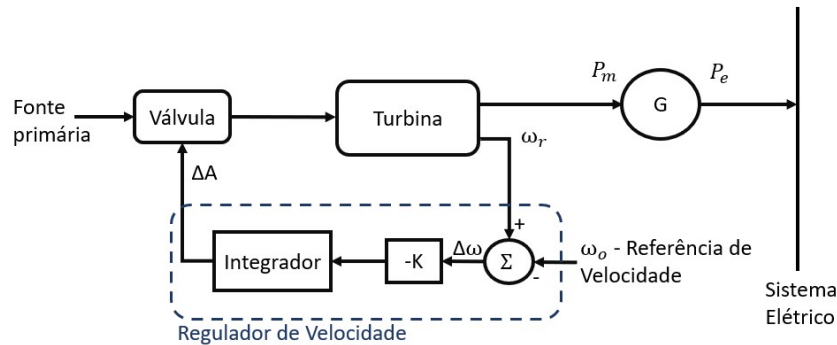 P_m
P_e
Fonte
primária
Válvula
Turbina
G
ω_r
ΔA
+
Δω
Integrador
-K
Σ
-
ω_o - Referência de
Velocidade
Sistema
Elétrico
Regulador de Velocidade